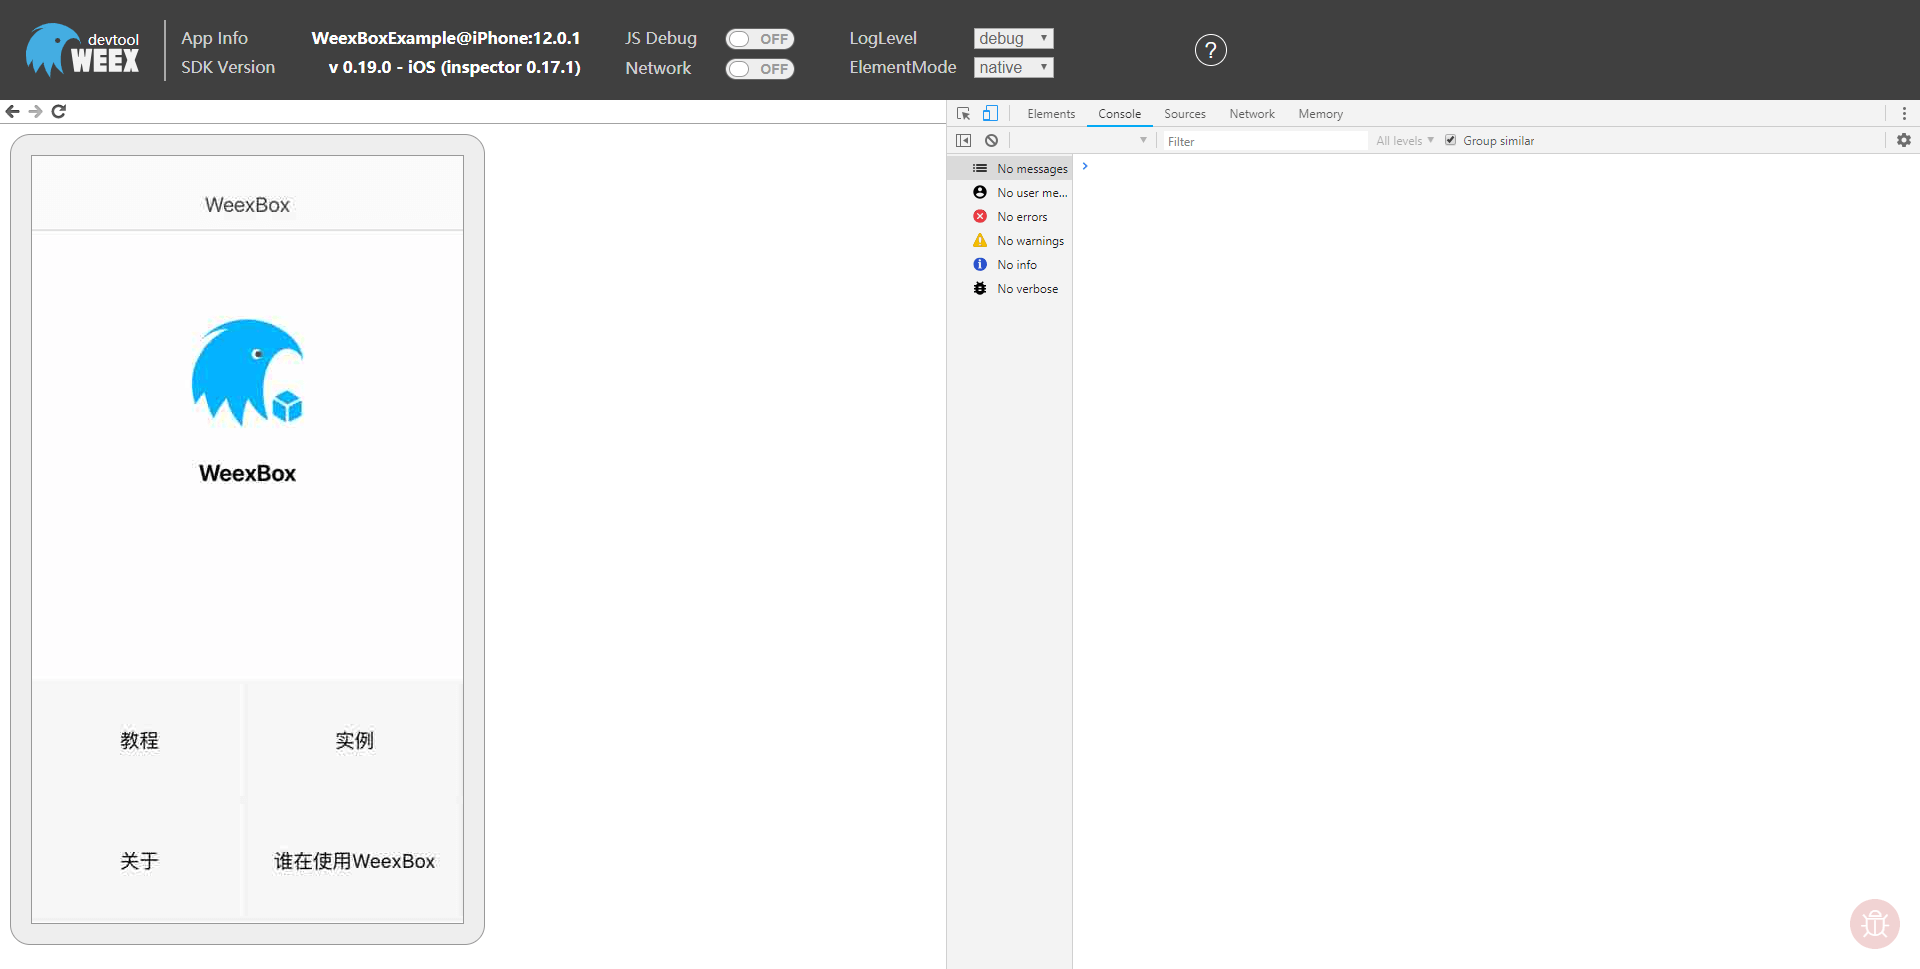 devtool
WEEX
App Info WeexBoxExample@iPhone:12.0.1 JS Debug OFF LogLevel debug
SDK Version v 0.19.0 - iOS (inspector 0.17.1) Network OFF ElementMode native
?
Elements Console Sources Network Memory
Filter All levels Group similar
No messages
No user me...
No errors
No warnings
No info
No verbose
WeexBox
WeexBox
教程 实例
关于 谁在使用WeexBox